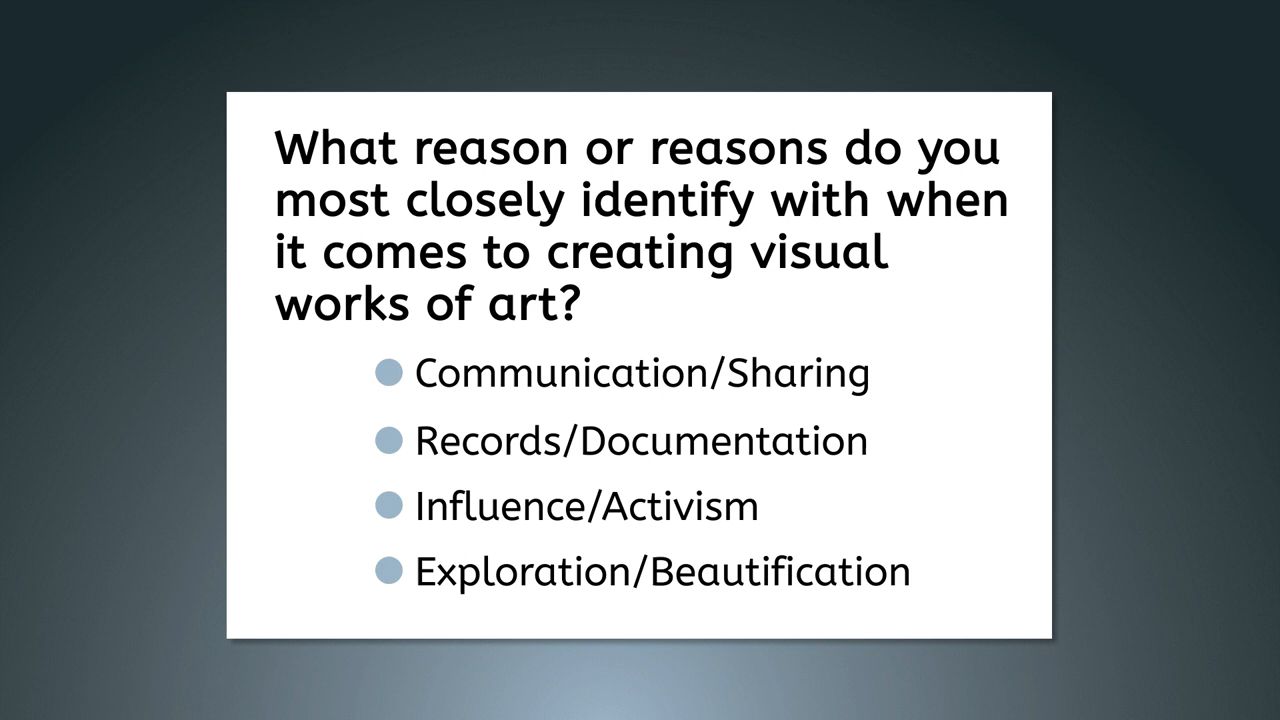 What reason or reasons do you
most closely identify with when
it comes to creating visual
works of art?
Communication/Sharing
Records/Documentation
Influence/Activism
Exploration/Beautification